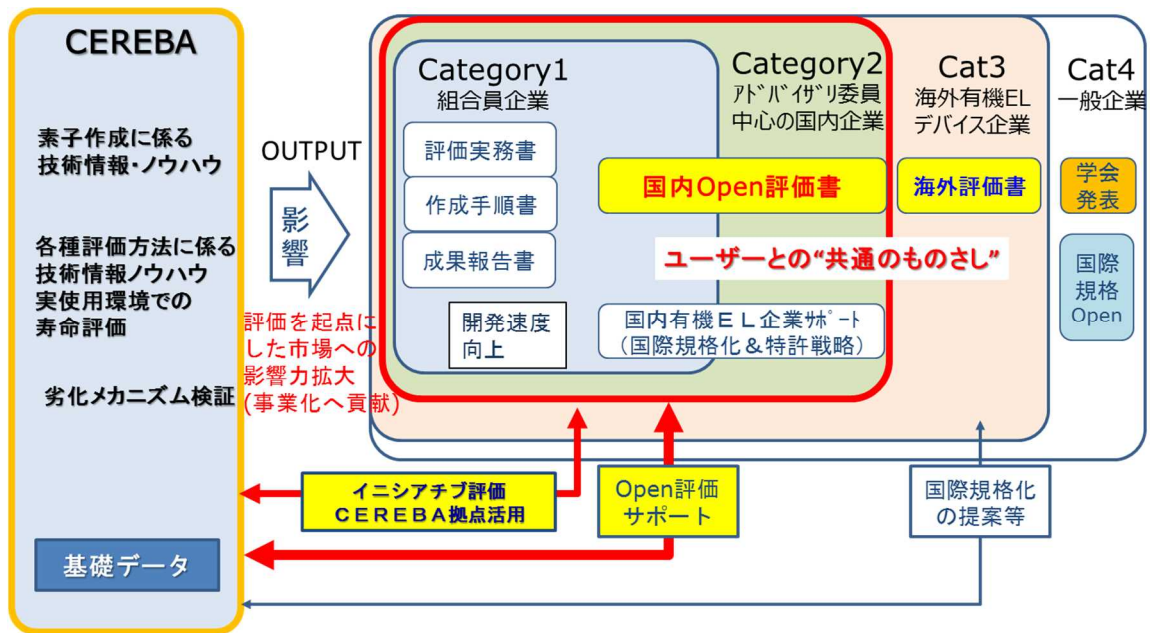 CEREBA
素子作成に係る
技術情報・ノウハウ
各種評価方法に係る
技術情報ノウハウ
実使用環境での
寿命評価
劣化メカニズム検証
基礎データ
OUTPUT
影
響
評価を起点に
した市場への
影響力拡大
(事業化へ貢献)
Category1
組合員企業
評価実務書
作成手順書
成果報告書
開発速度
向上
Category2
ｱﾄﾞﾊﾞｲｻﾞﾘ委員
中心の国内企業
国内Open評価書
ユーザーとの“共通のものさし”
国内有機ＥＬ企業ｻﾎﾟｰﾄ
（国際規格化＆特許戦略）
Cat3
海外有機EL
デバイス企業
海外評価書
Cat4
一般企業
学会
発表
国際
規格
Open
イニシアチブ評価
ＣＥＲＥＢＡ拠点活用
Open評価
サポート
国際規格化
の提案等